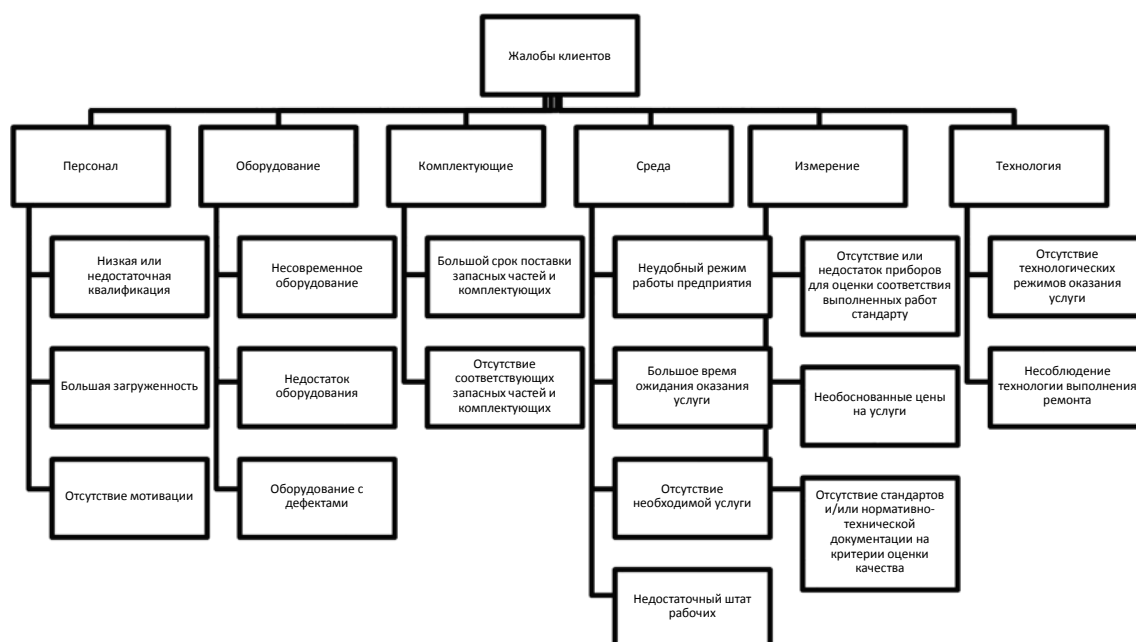 Жалобы клиентов
Персонал
Оборудование
Комплектующие
Среда
Измерение
Технология
Низкая или
недостаточная
квалификация
Большая загруженность
Отсутствие мотивации
Несовременное
оборудование
Недостаток
оборудования
Оборудование с
дефектами
Большой срок поставки
запасных частей и
комплектующих
Отсутствие
соответствующих
запасных частей и
комплектующих
Неудобный режим
работы предприятия
Большое время
ожидания оказания
услуги
Отсутствие
необходимой услуги
Недостаточный штат
рабочих
Отсутствие или
недостаток приборов
для оценки соответствия
выполненных работ
стандарту
Необоснованные цены
на услуги
Отсутствие стандартов
и/или нормативно-
технической
документации на
критерии оценки
качества
Отсутствие
технологических
режимов оказания
услуги
Несоблюдение
технологии выполнения
ремонта